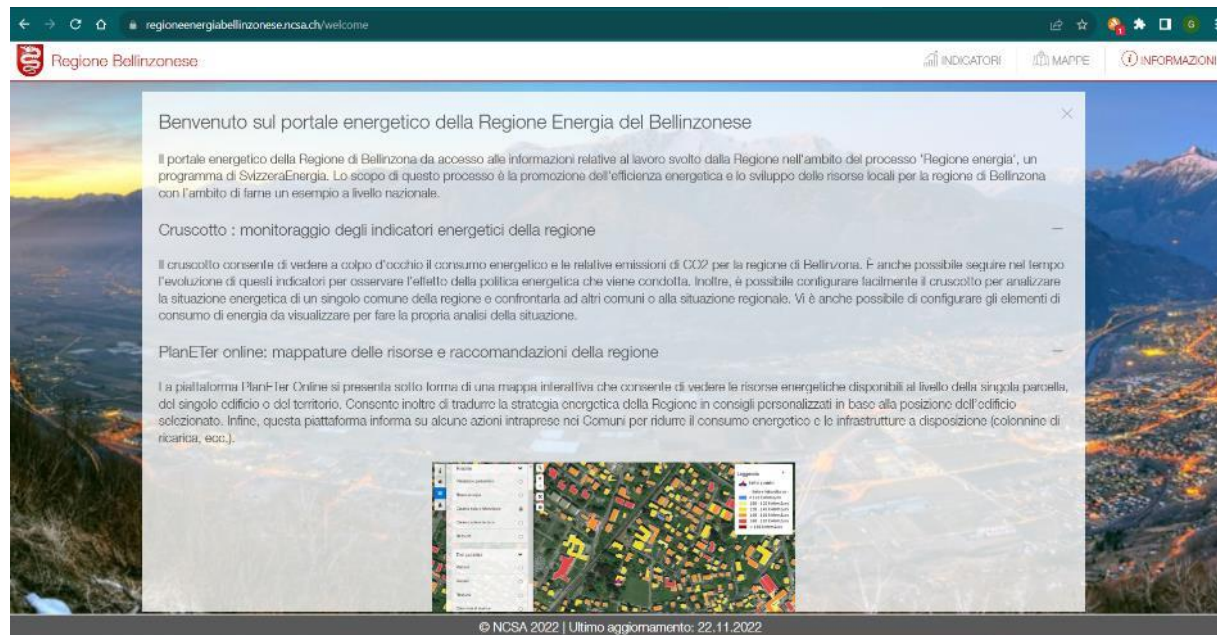 regioneenergiabellinzonese.ncsa.ch/welcome
Regione Bellinzonese
INDICATORI
MAPPE
INFORMAZIONI
Benvenuto sul portale energetico della Regione Energia del Bellinzonese
Il portale energetico della Regione di Bellinzona da accesso alle informazioni relative al lavoro svolto dalla Regione nell'ambito del processo 'Regione energia', un
programma di SvizzeraEnergia. Lo scopo di questo processo è la promozione dell'efficienza energetica e lo sviluppo delle risorse locali per la regione di Bellinzona
con l'ambito di farne un esempio a livello nazionale.
Cruscotto : monitoraggio degli indicatori energetici della regione
Il cruscotto consente di vedere a colpo d'occhio il consumo energetico e le relative emissioni di CO2 per la regione di Bellinzona. È anche possibile seguire nel tempo
l'evoluzione di questi indicatori per osservare l'effetto della politica energetica che viene condotta. Inoltre, è possibile configurare facilmente il cruscotto per analizzare
la situazione energetica di un singolo comune della regione e confrontarla ad altri comuni o alla situazione regionale. Vi è anche possibile di configurare gli elementi di
consumo di energia da visualizzare per fare la propria analisi della situazione.
PlanETer online: mappature delle risorse e raccomandazioni della regione
La piattaforma PlanETer Online si presenta sotto forma di una mappa interattiva che consente di vedere le risorse energetiche disponibili al livello della singola parcella,
del singolo edificio o del territorio. Consente inoltre di tradurre la strategia energetica della Regione in consigli personalizzati in base alla posizione dell'edificio
selezionato. Infine, questa piattaforma informa su alcune azioni intraprese nei Comuni per ridurre il consumo energetico e le infrastrutture a disposizione (colonnine di
ricarica, ecc.).
Leggenda
© NCSA 2022 | Ultimo aggiornamento: 22.11.2022